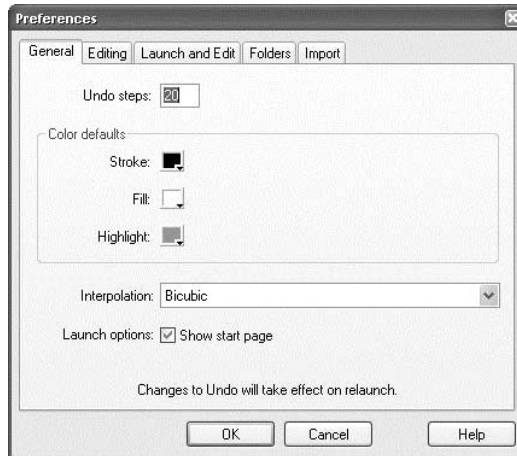 Preferences
General Editing Launch and Edit Folders Import
Undo steps: 20
Color defaults
Stroke:
Fill:
Highlight:
Interpolation: Bicubic
Launch options: Show start page
Changes to Undo will take effect on relaunch.
OK Cancel Help